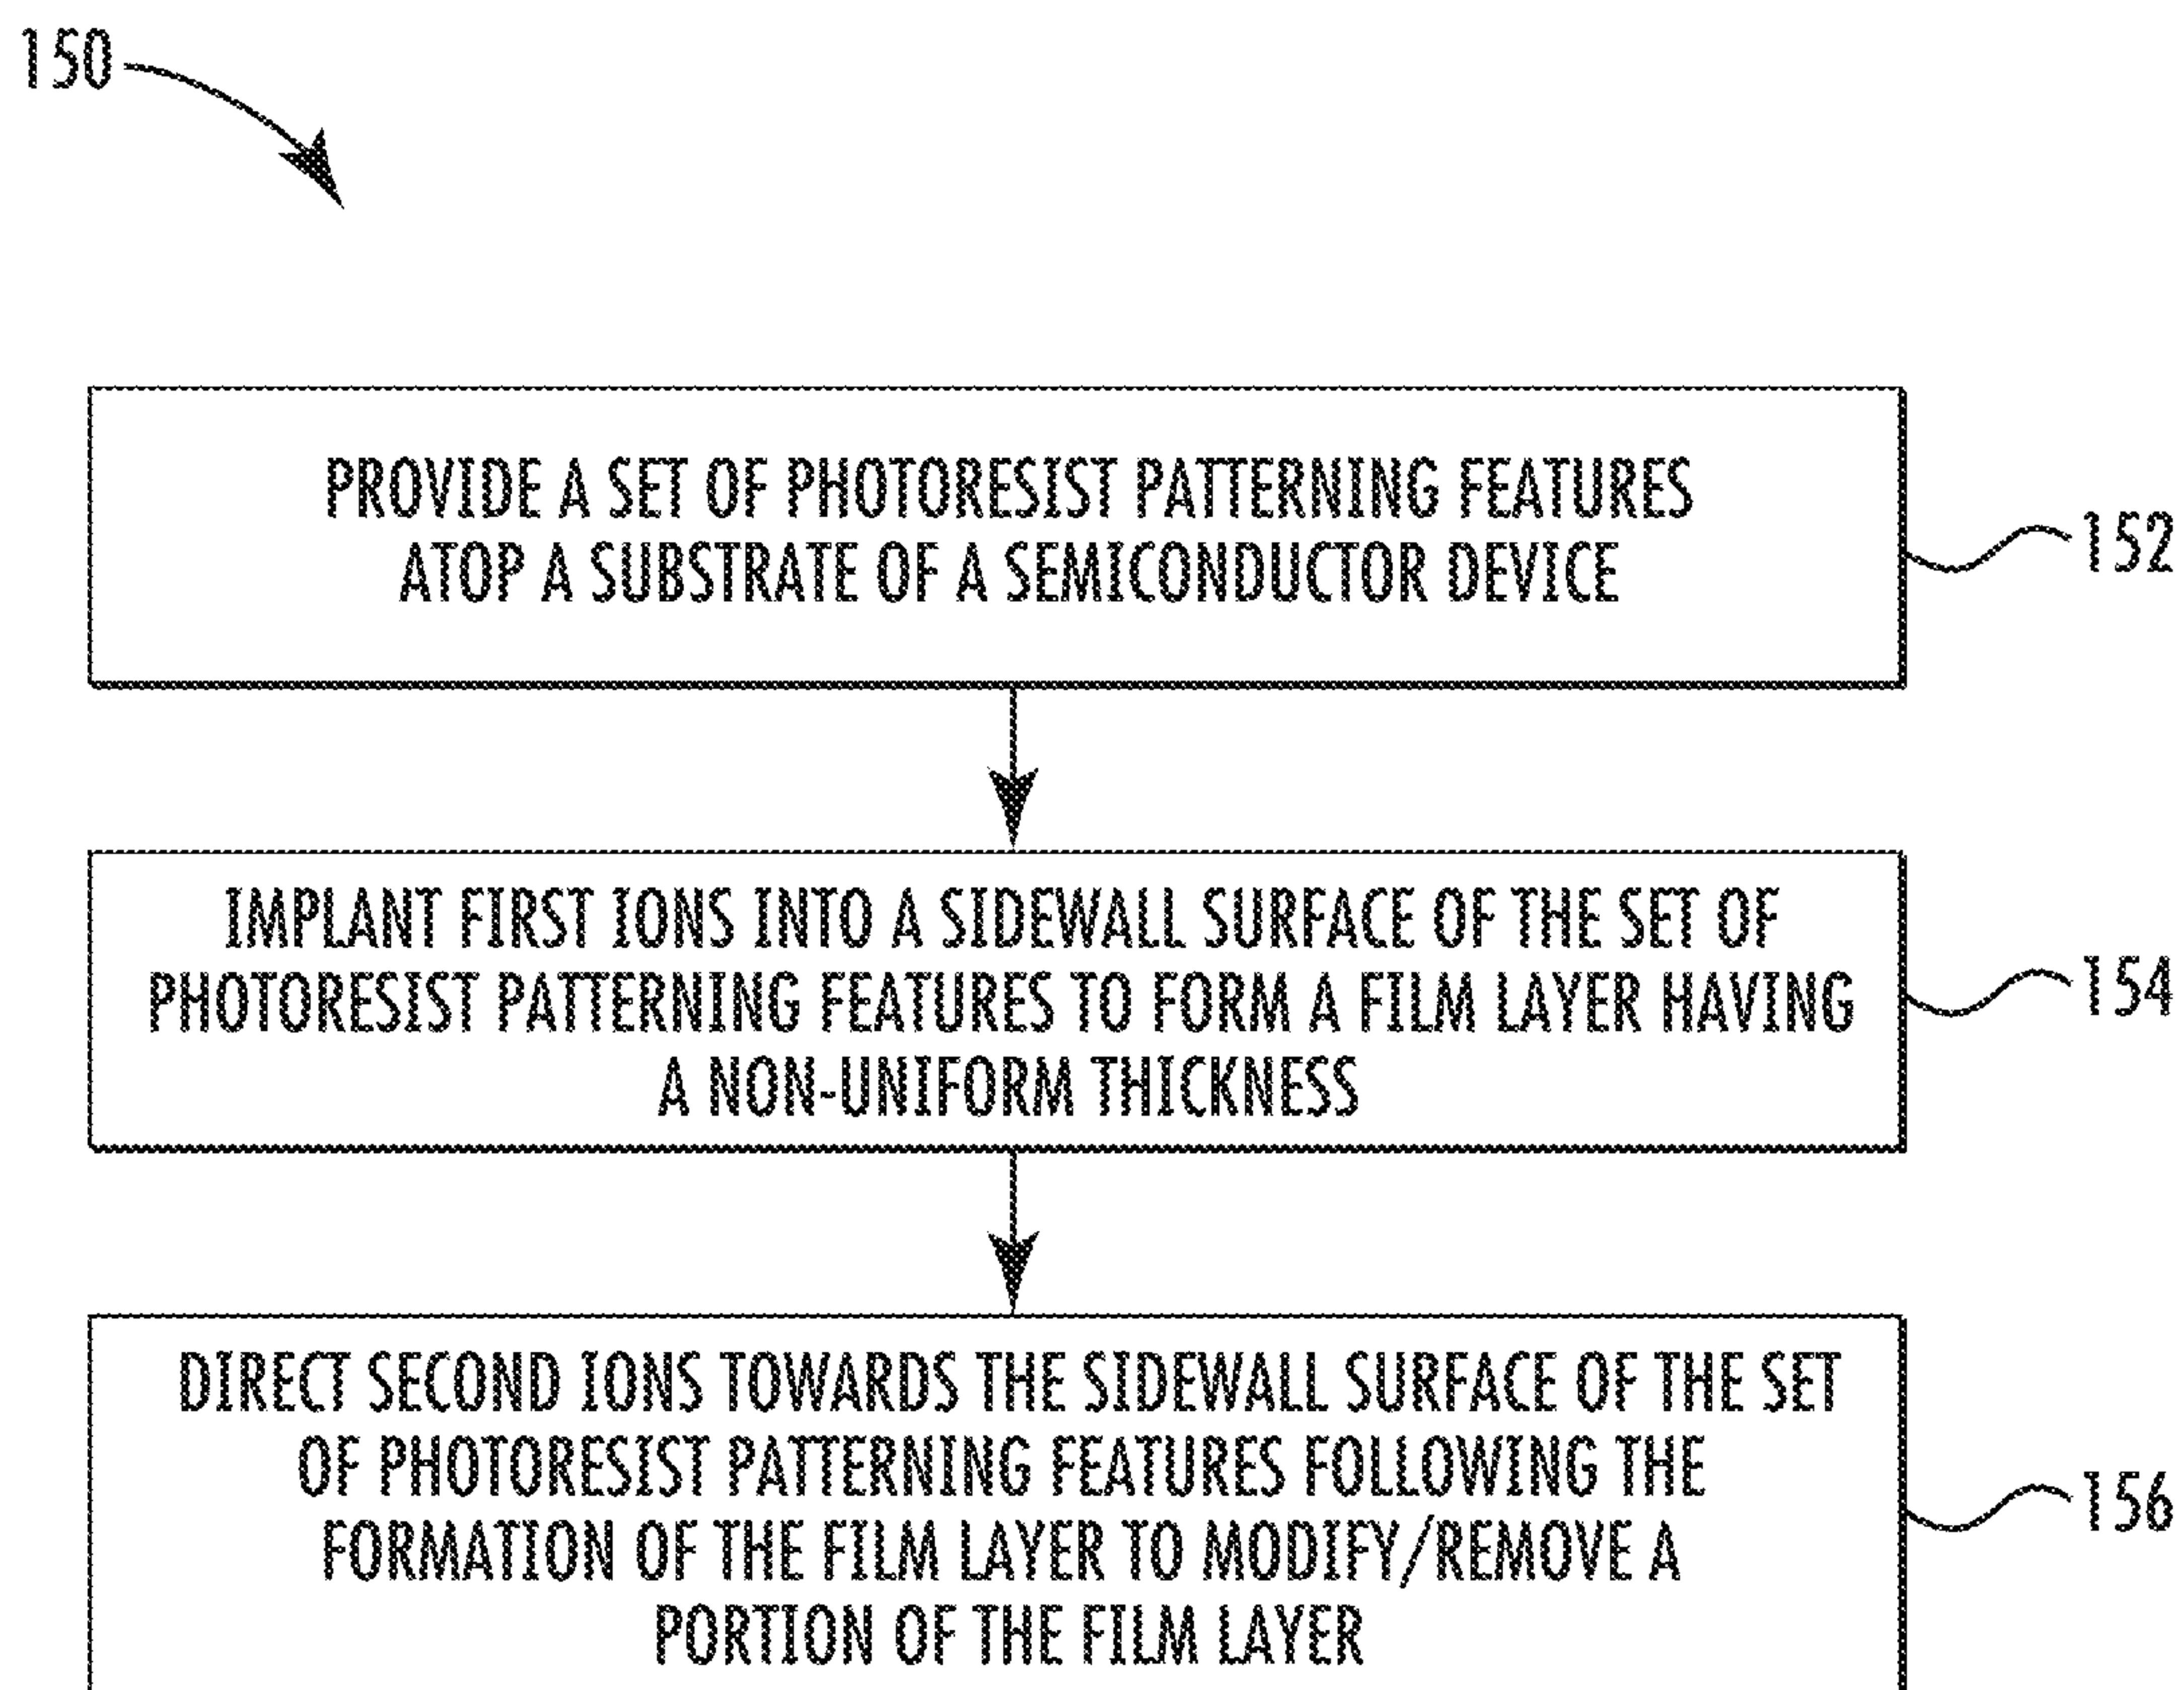 150
PROVIDE A SET OF PHOTORESIST PATTERNING FEATURES
ATOP A SUBSTRATE OF A SEMICONDUCTOR DEVICE
152
IMPLANT FIRST IONS INTO A SIDEWALL SURFACE OF THE SET OF
PHOTORESIST PATTERNING FEATURES TO FORM A FILM LAYER HAVING
A NON-UNIFORM THICKNESS
154
DIRECT SECOND IONS TOWARDS THE SIDEWALL SURFACE OF THE SET
OF PHOTORESIST PATTERNING FEATURES FOLLOWING THE
FORMATION OF THE FILM LAYER TO MODIFY/REMOVE A
PORTION OF THE FILM LAYER
156